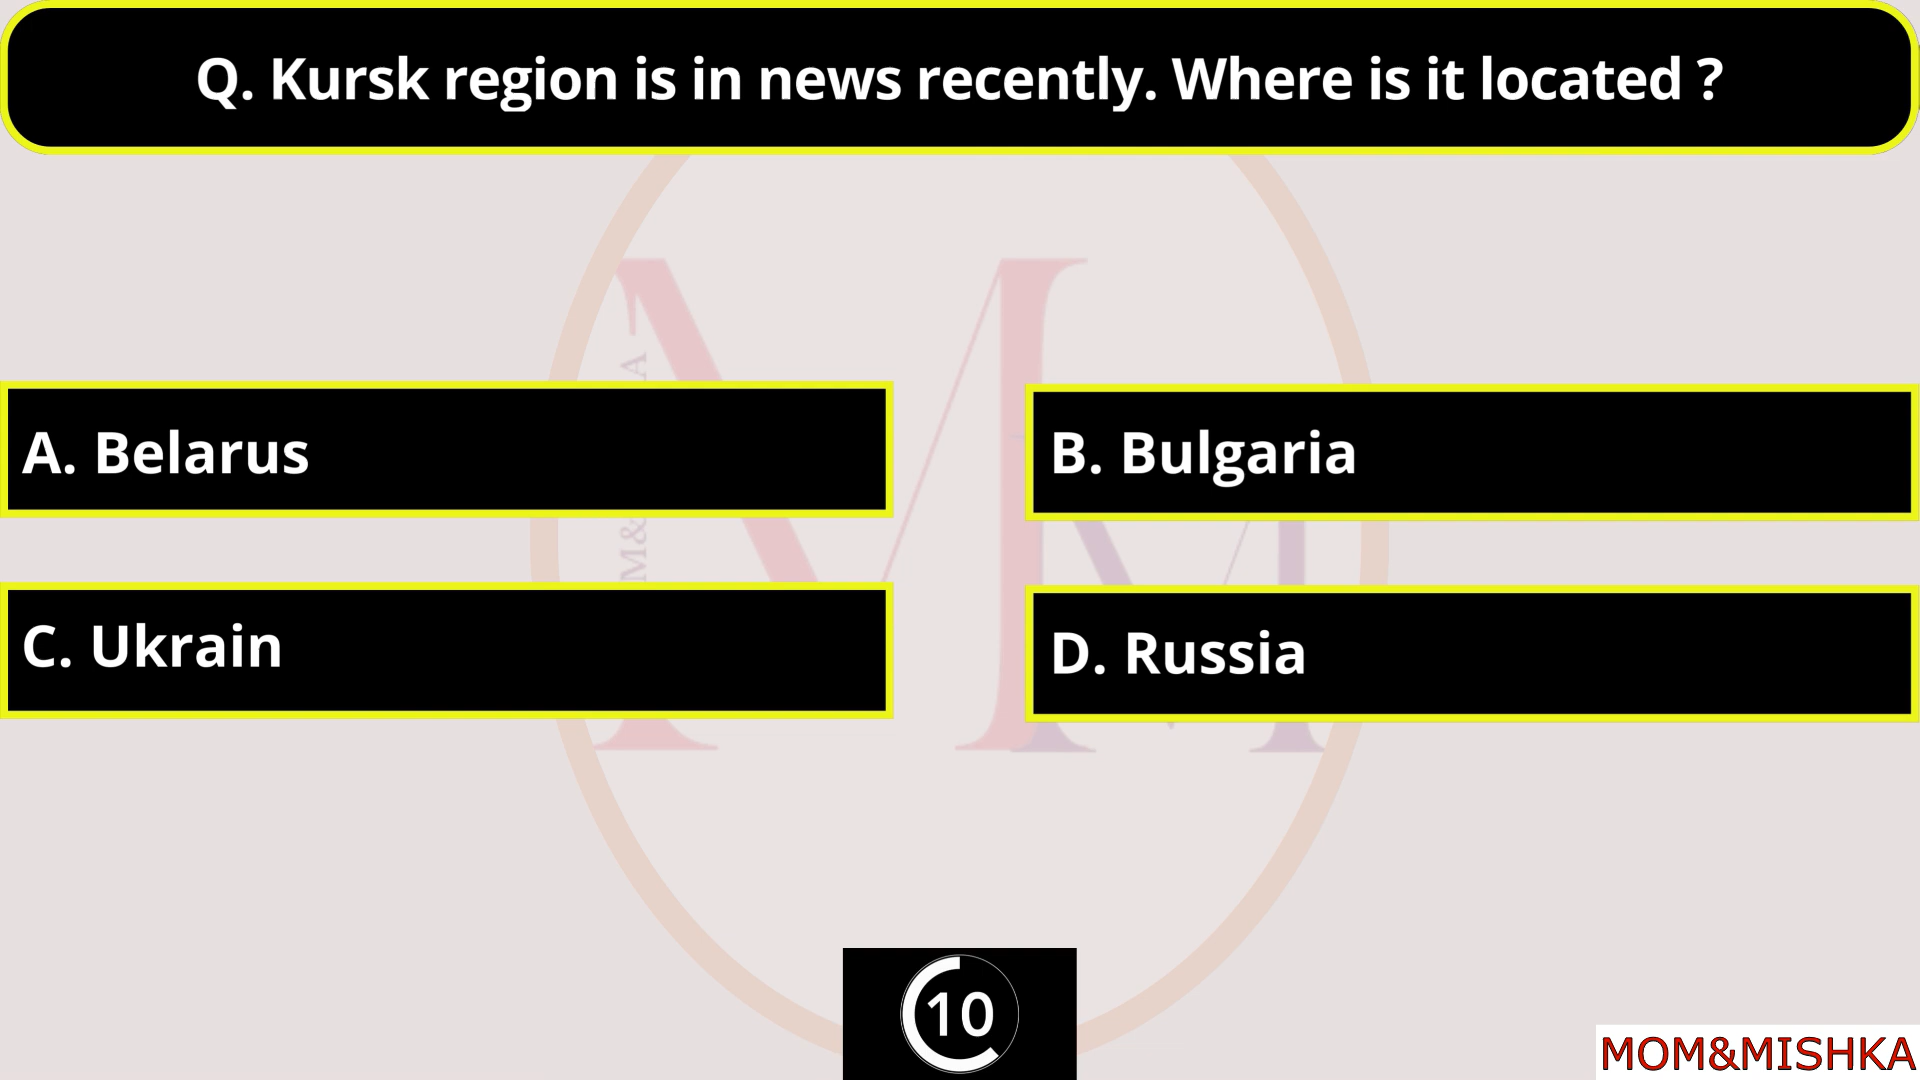 Q. Kursk region is in news recently. Where is it located ?
A. Belarus
B. Bulgaria
C. Ukrain
D. Russia
M&
A
10
MOM&MISHKA